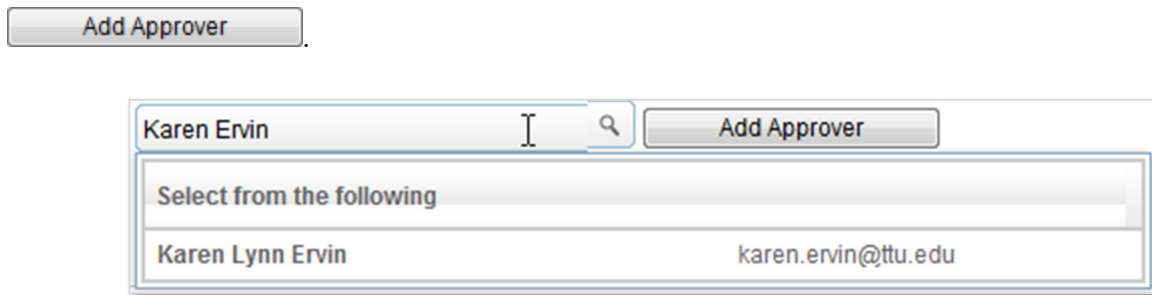 Add Approver.
Karen Ervin Add Approver
Select from the following
Karen Lynn Ervin karen.ervin@ttu.edu